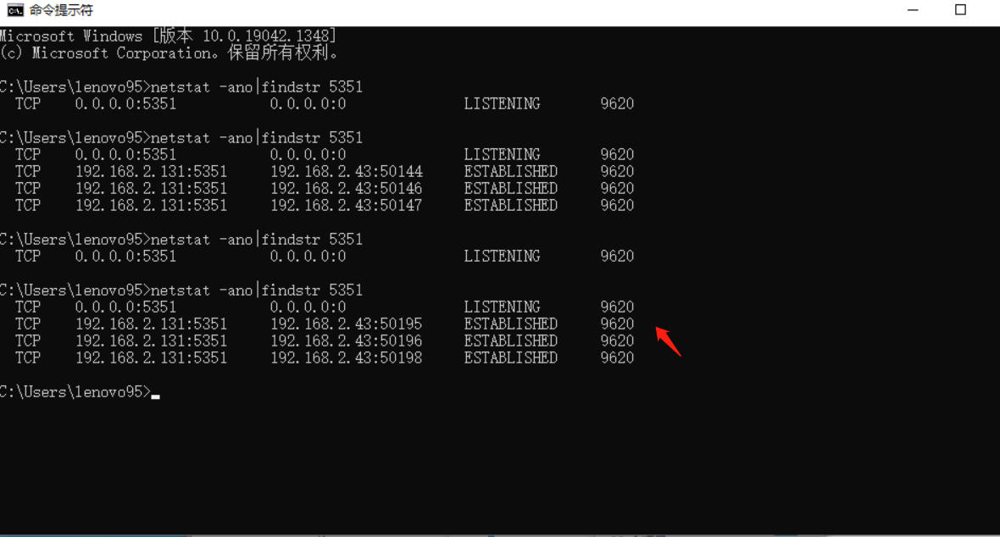 命令提示符
Microsoft Windows [版本 10.0.19042.1348]
(c) Microsoft Corporation。保留所有权利。
C:\Users\lenovo95>netstat -ano|findstr 5351
TCP 0.0.0.0:5351 0.0.0.0:0 LISTENING 9620
C:\Users\lenovo95>netstat -ano|findstr 5351
TCP 0.0.0.0:5351 0.0.0.0:0 LISTENING 9620
TCP 192.168.2.131:5351 192.168.2.43:50144 ESTABLISHED 9620
TCP 192.168.2.131:5351 192.168.2.43:50146 ESTABLISHED 9620
TCP 192.168.2.131:5351 192.168.2.43:50147 ESTABLISHED 9620
C:\Users\lenovo95>netstat -ano|findstr 5351
TCP 0.0.0.0:5351 0.0.0.0:0 LISTENING 9620
C:\Users\lenovo95>netstat -ano|findstr 5351
TCP 0.0.0.0:5351 0.0.0.0:0 LISTENING 9620
TCP 192.168.2.131:5351 192.168.2.43:50195 ESTABLISHED 9620
TCP 192.168.2.131:5351 192.168.2.43:50196 ESTABLISHED 9620
TCP 192.168.2.131:5351 192.168.2.43:50198 ESTABLISHED 9620
C:\Users\lenovo95>